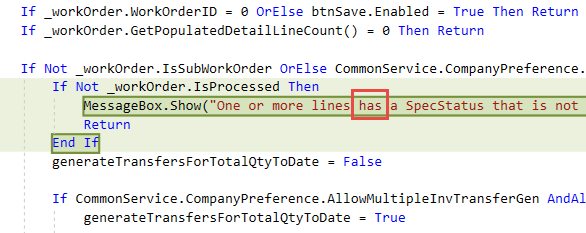 If _workOrder.WorkOrderID = 0 OrElse btnSave.Enabled = True Then Return
If _workOrder.GetPopulatedDetailLineCount() = 0 Then Return
If Not _workOrder.IsSubWorkOrder OrElse CommonService.CompanyPreference.
If Not _workOrder.IsProcessed Then
MessageBox.Show("One or more lines has a SpecStatus that is not
Return
End If
generateTransfersForTotalQtyToDate = False
If CommonService.CompanyPreference.AllowMultipleInvTransferGen AndAl
generateTransfersForTotalQtyToDate = True